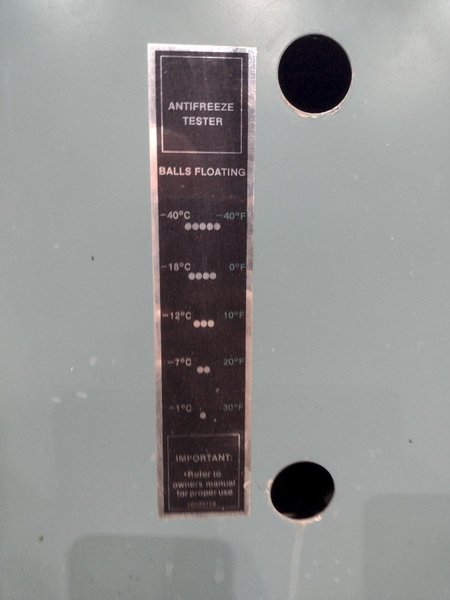 ANTIFREEZE
TESTER
BALLS FLOATING
-40°C -40°F
-18°C 0°F
-12°C 10°F
-7°C 20°F
-1°C 30°F
IMPORTANT:
Refer to
owners manual
for proper use